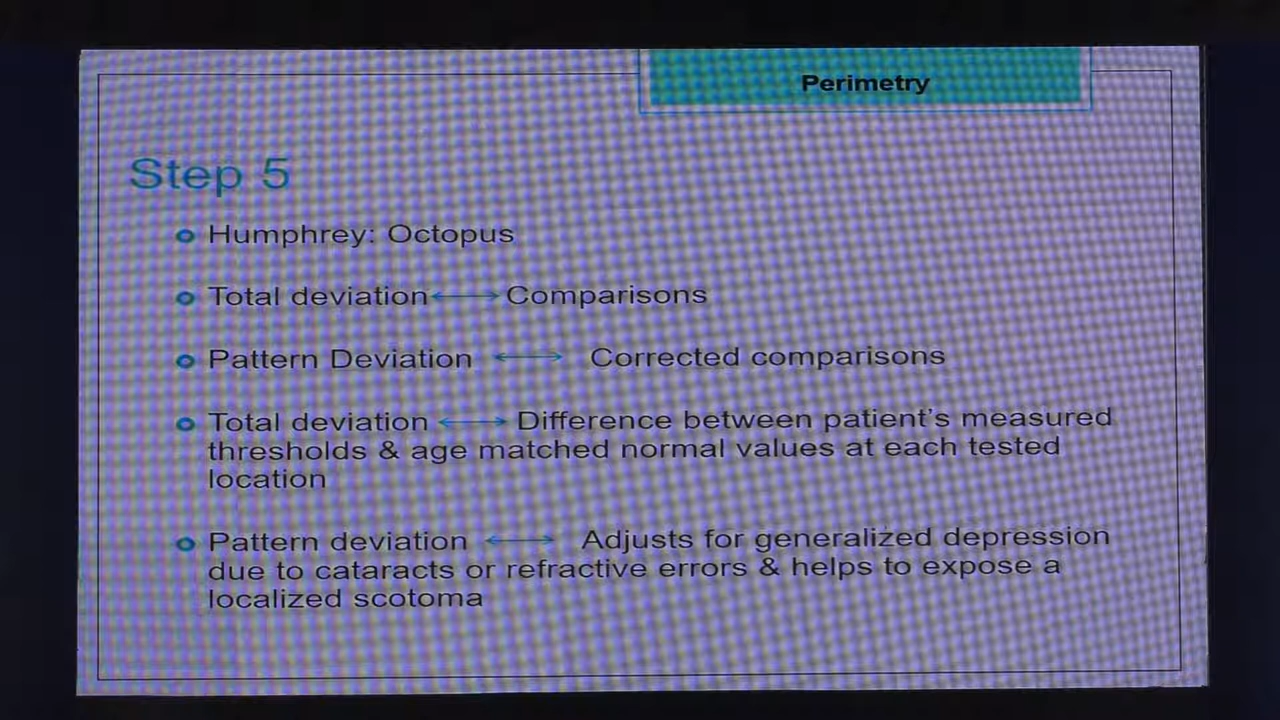 Perimetry
Step 5
Humphrey: Octopus
Total deviation ↔ Comparisons
Pattern Deviation ↔ Corrected comparisons
Total deviation ↔ Difference between patient's measured
thresholds & age matched normal values at each tested
location
Pattern deviation ↔ Adjusts for generalized depression
due to cataracts or refractive errors & helps to expose a
localized scotoma